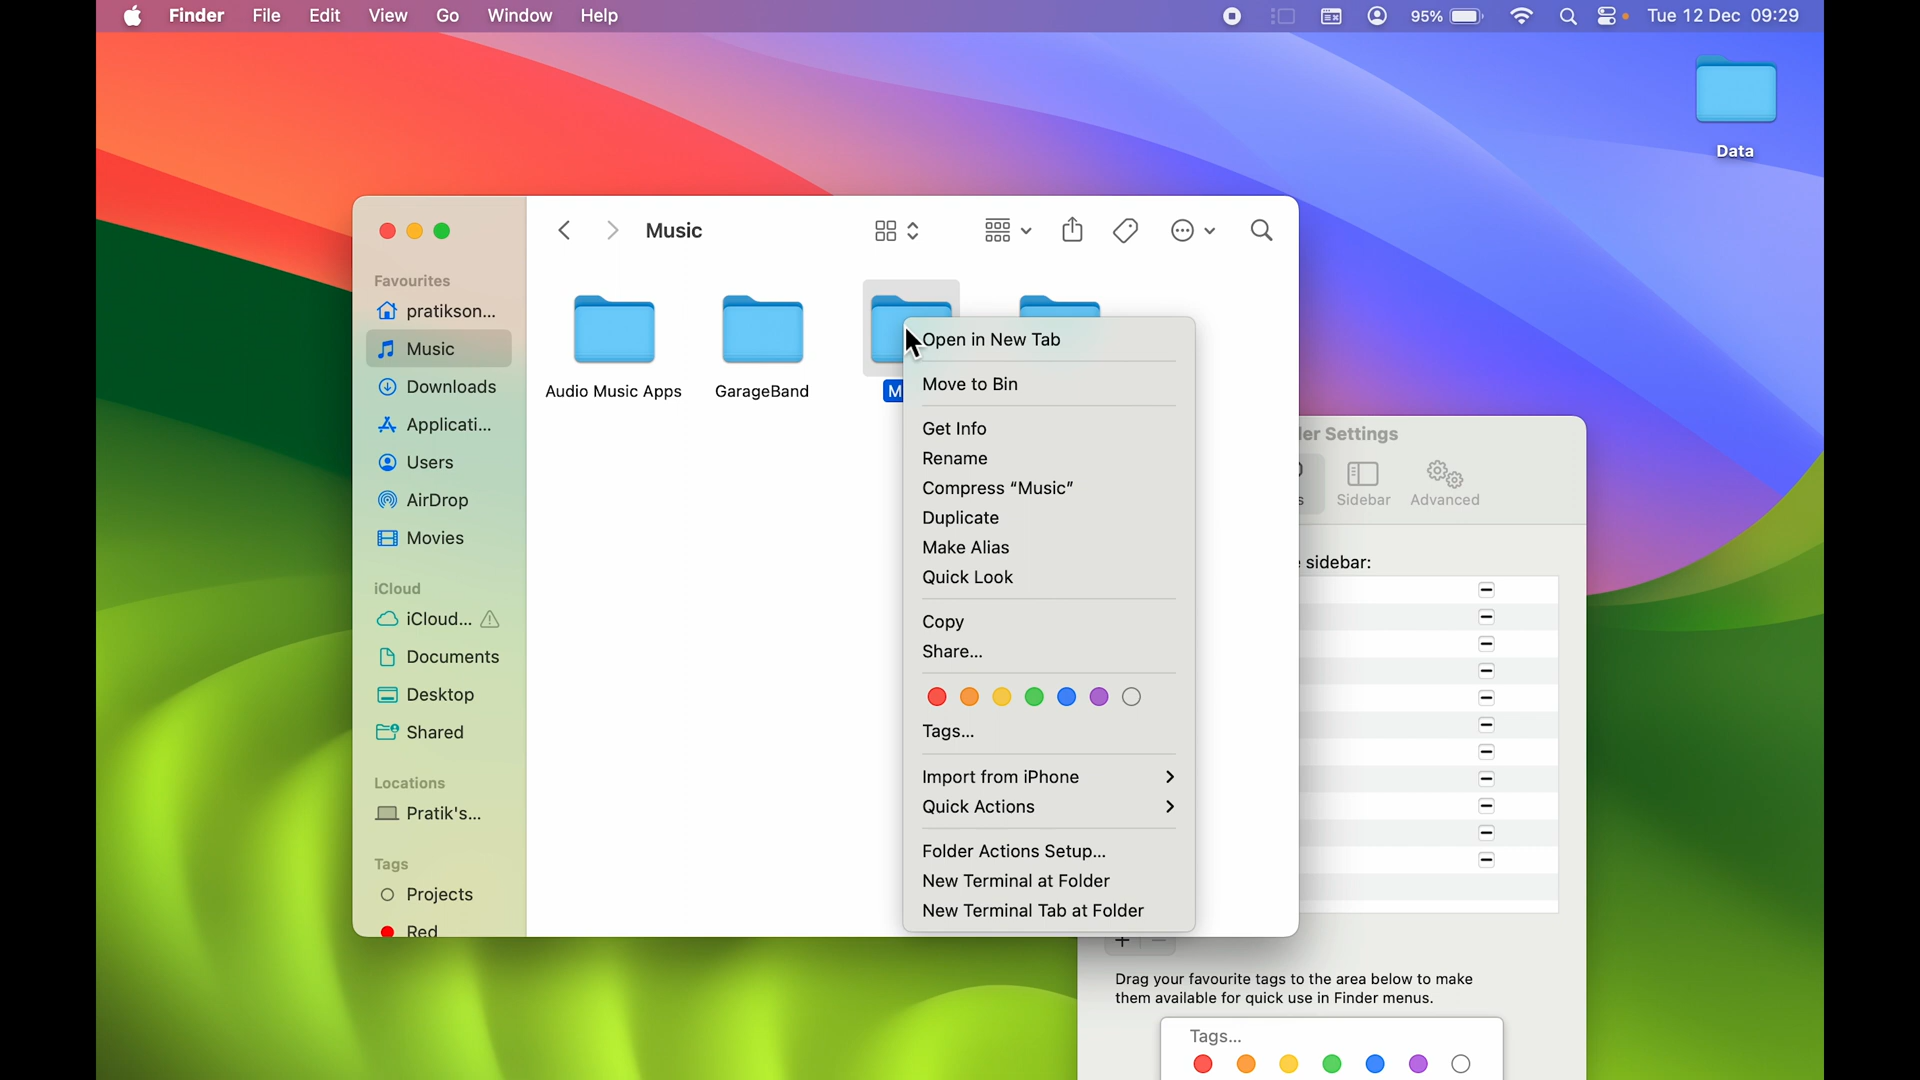 Finder File Edit View Go Window Help 95% Tue 12 Dec 09:29
Data
Music
Favourites
pratikson...
Music
Downloads
Applicati...
Users
AirDrop
Movies
iCloud
iCloud...
Documents
Desktop
Shared
Locations
Pratik's...
Tags
Projects
Red
Audio Music Apps
GarageBand
M
Open in New Tab
Move to Bin
Get Info
Rename
Compress “Music”
Duplicate
Make Alias
Quick Look
Copy
Share...
Tags...
Import from iPhone
Quick Actions
Folder Actions Setup...
New Terminal at Folder
New Terminal Tab at Folder
Settings
Sidebar
Advanced
sidebar:
Drag your favourite tags to the area below to make
them available for quick use in Finder menus.
Tags...